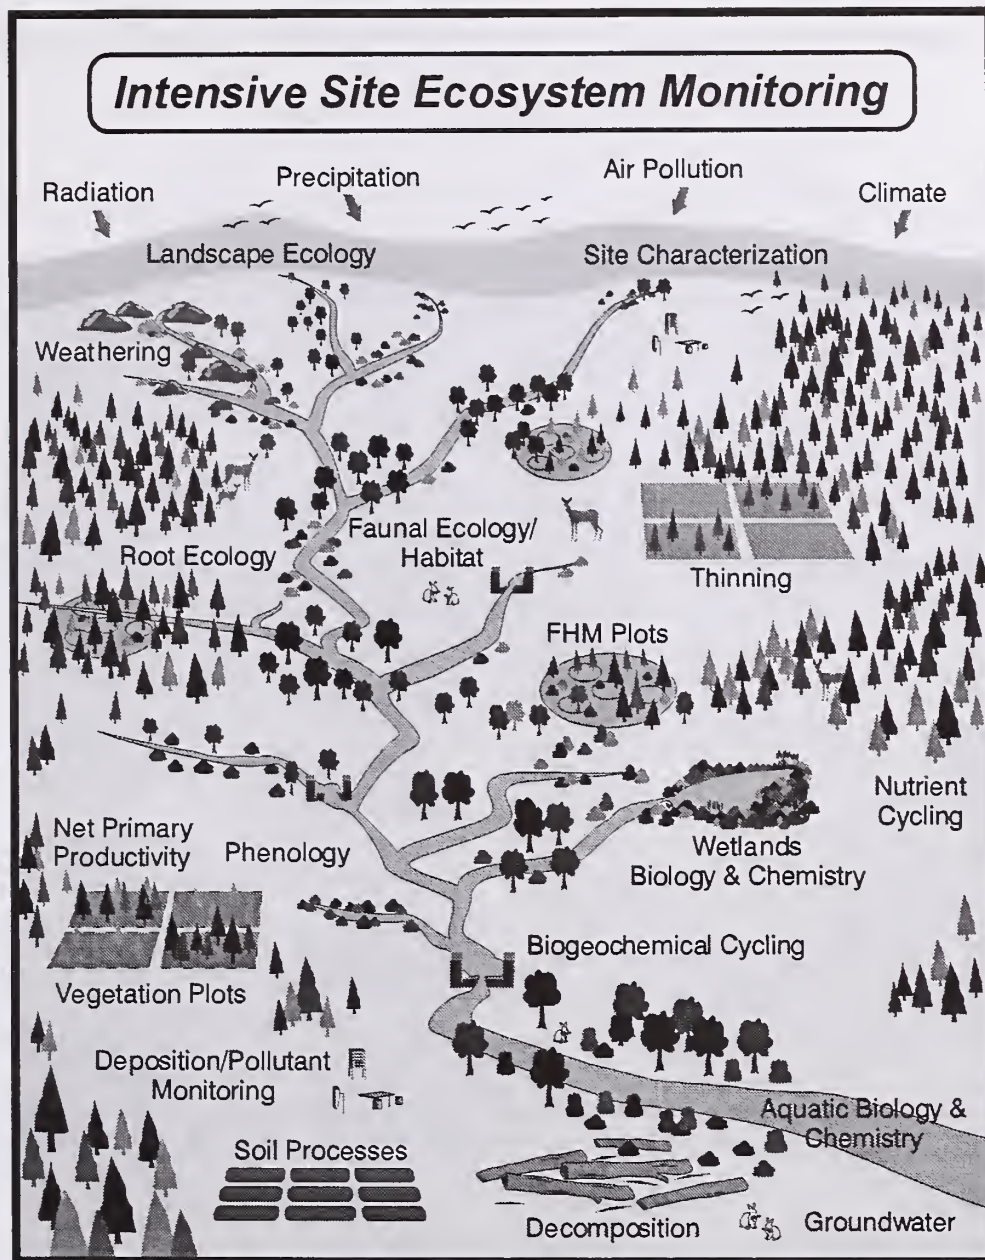 Intensive Site Ecosystem Monitoring
Radiation
Precipitation
Air Pollution
Climate
Landscape Ecology
Site Characterization
Weathering
Root Ecology
Faunal Ecology/
Habitat
Thinning
FHM Plots
Nutrient
Cycling
Net Primary
Productivity
Phenology
Wetlands
Biology & Chemistry
Vegetation Plots
Biogeochemical Cycling
Deposition/Pollutant
Monitoring
Aquatic Biology &
Chemistry
Soil Processes
Decomposition
Groundwater